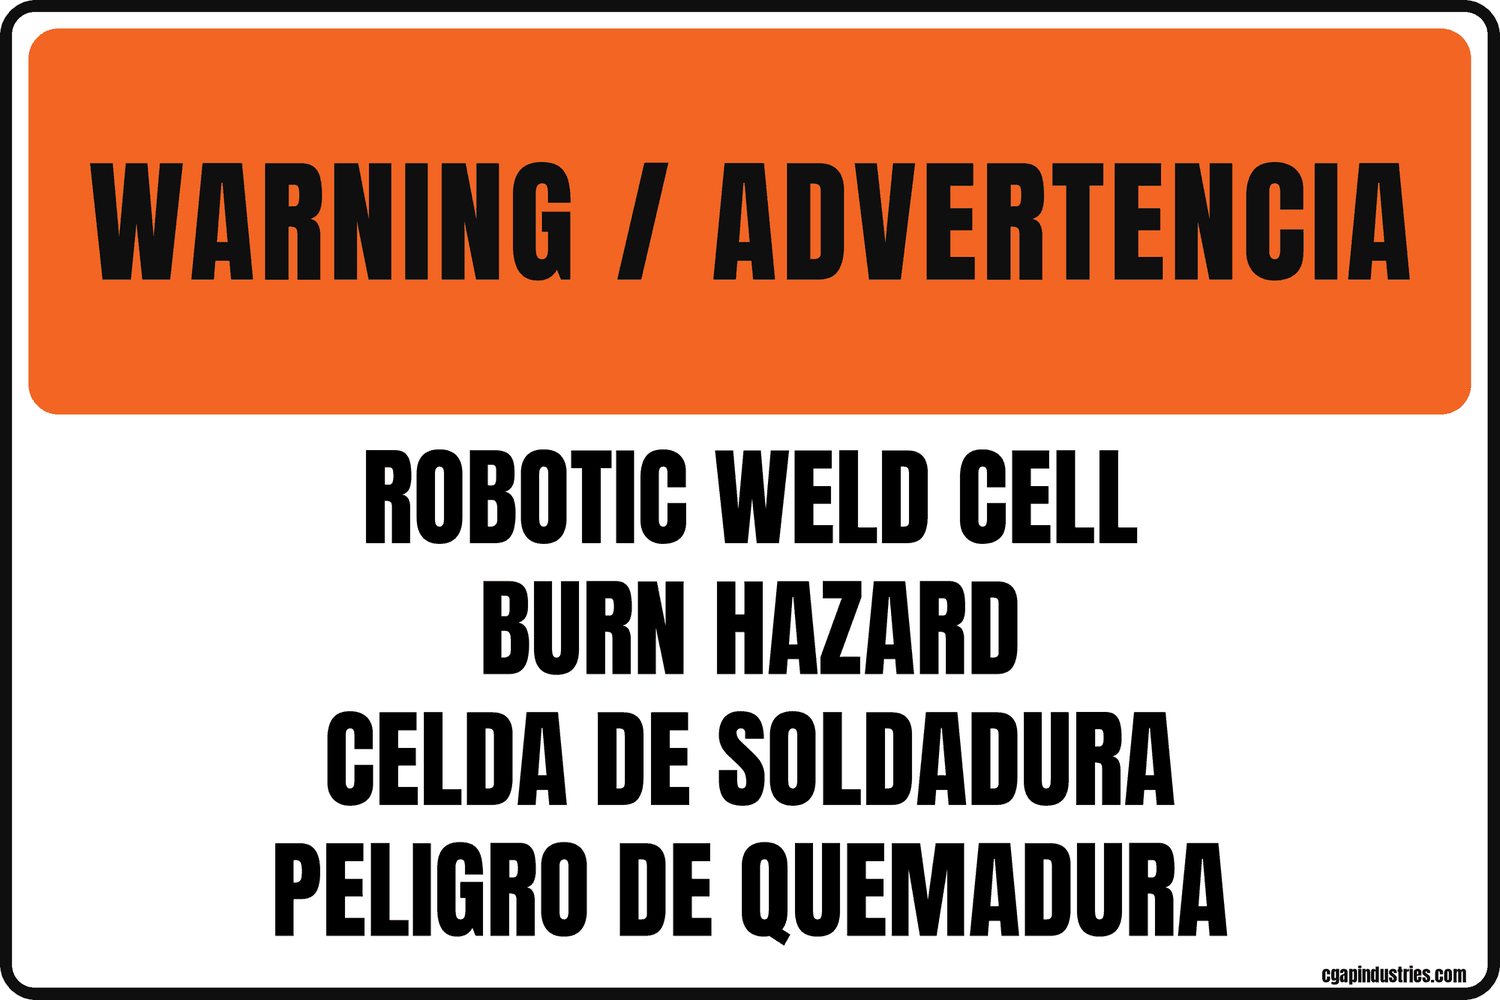 WARNING / ADVERTENCIA
ROBOTIC WELD CELL
BURN HAZARD
CELDA DE SOLDADURA
PELIGRO DE QUEMADURA
cgapindustries.com